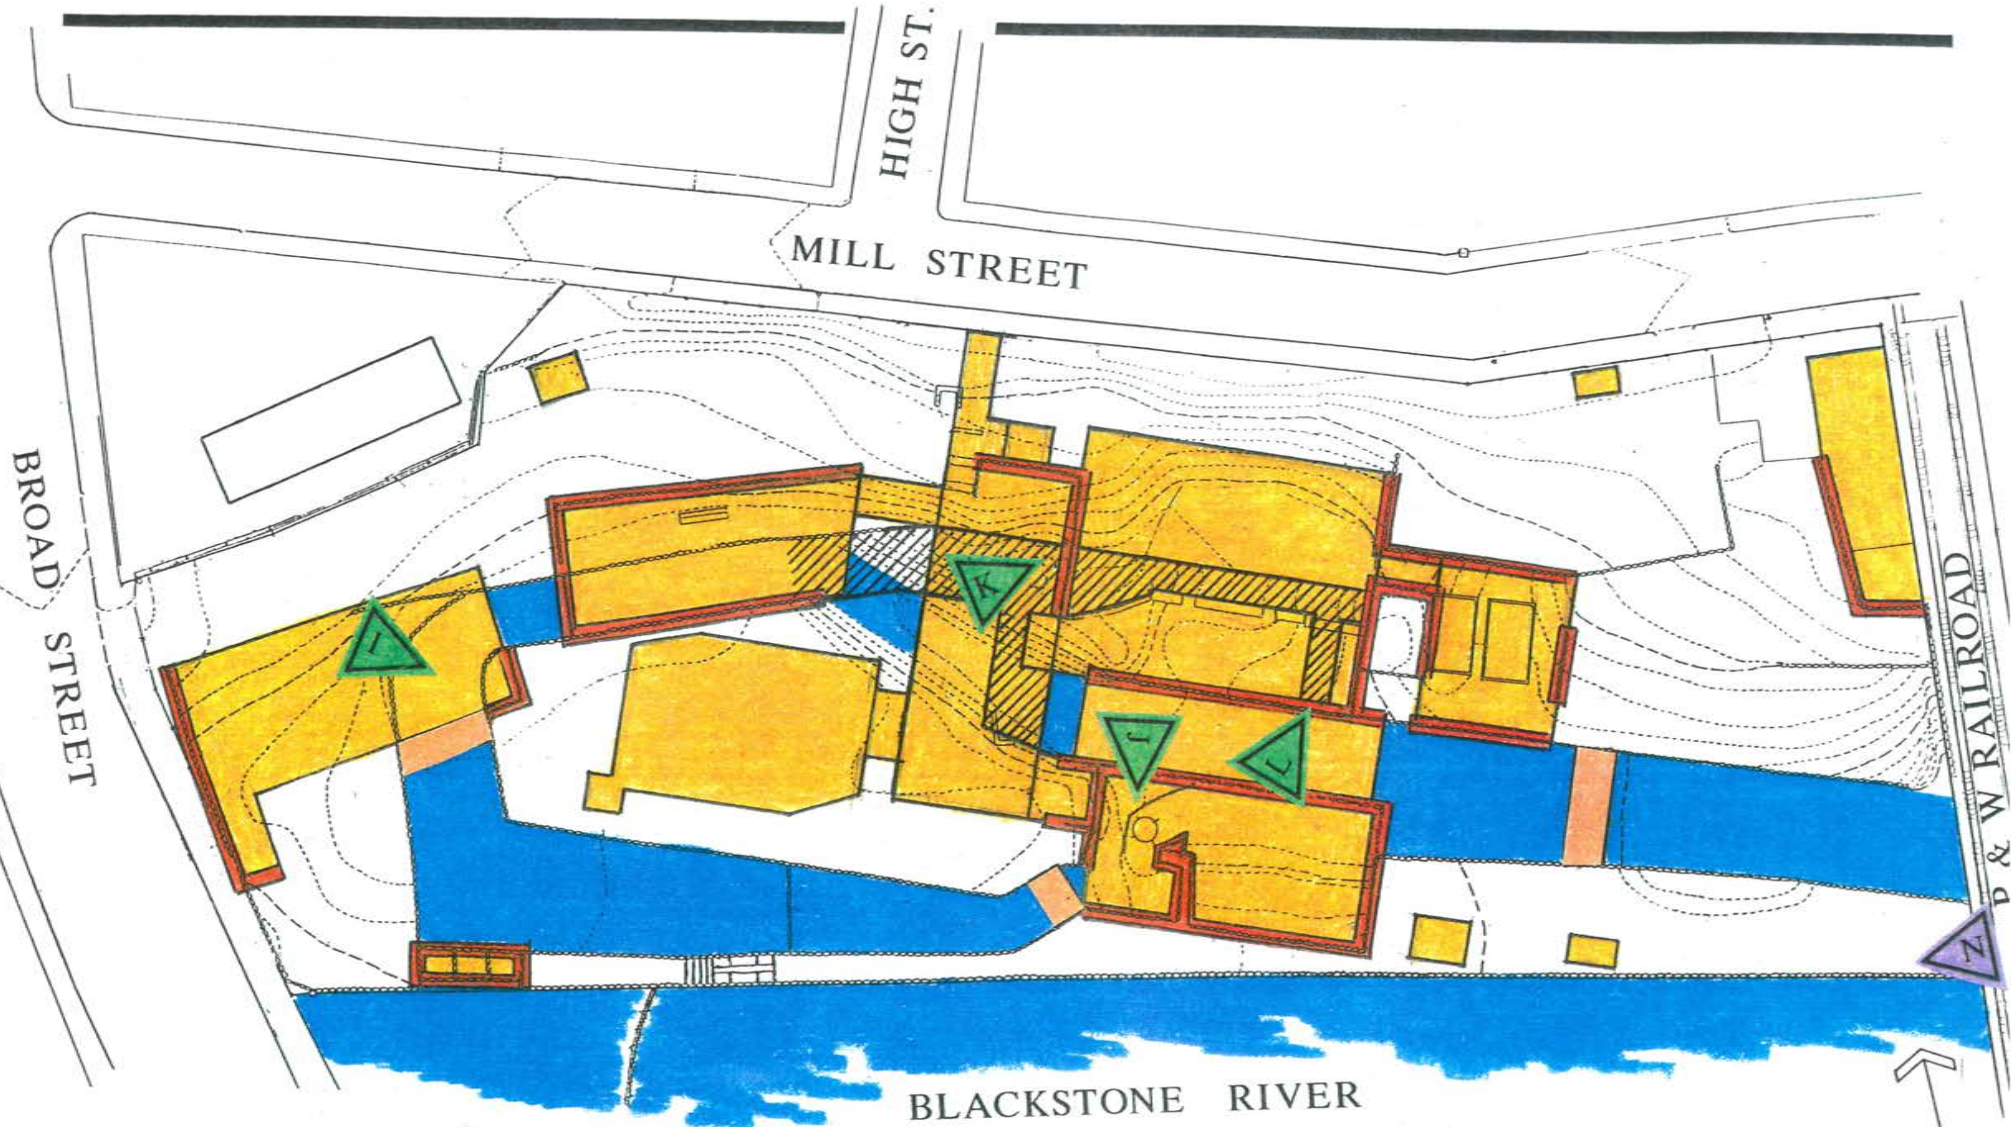 HIGH ST.
MILL STREET
BROAD STREET
K
I
J
L
P & W RAILROAD
N
BLACKSTONE RIVER